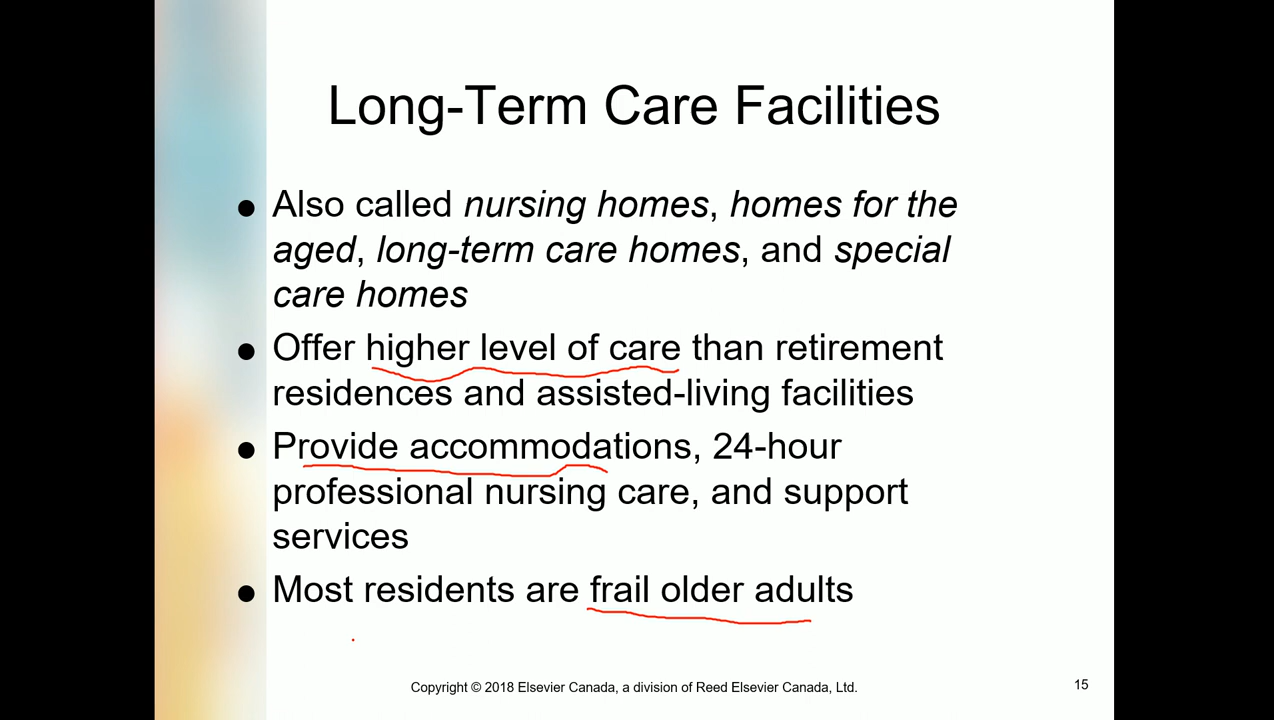 Long-Term Care Facilities
● Also called nursing homes, homes for the
aged, long-term care homes, and special
care homes
● Offer higher level of care than retirement
residences and assisted-living facilities
● Provide accommodations, 24-hour
professional nursing care, and support
services
● Most residents are frail older adults
Copyright © 2018 Elsevier Canada, a division of Reed Elsevier Canada, Ltd.
15